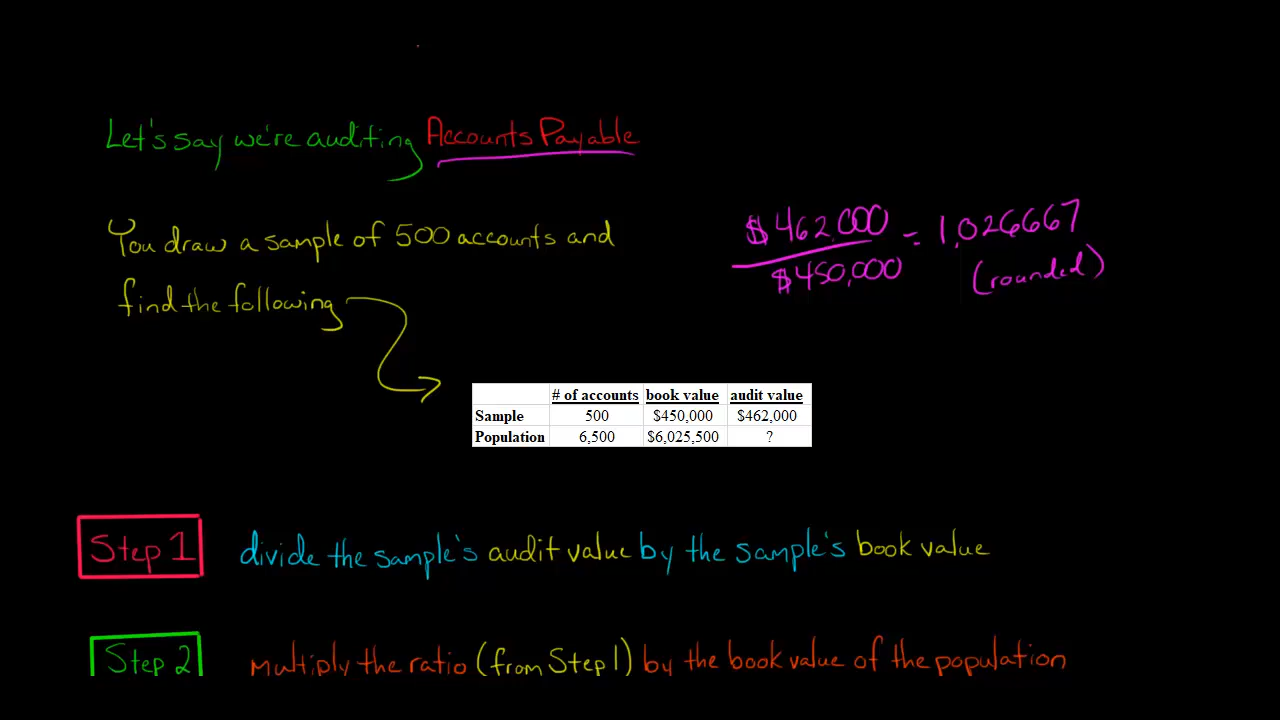 Let's say we're auditing Accounts Payable
You draw a sample of 500 accounts and
find the following
$462,000
$450,000
= 1.026667
(rounded)
# of accounts book value audit value
Sample 500 $450,000 $462,000
Population 6,500 $6,025,500 ?
Step 1 divide the sample's audit value by the sample's book value
Step 2 multiply the ratio (from Step 1) by the book value of the population